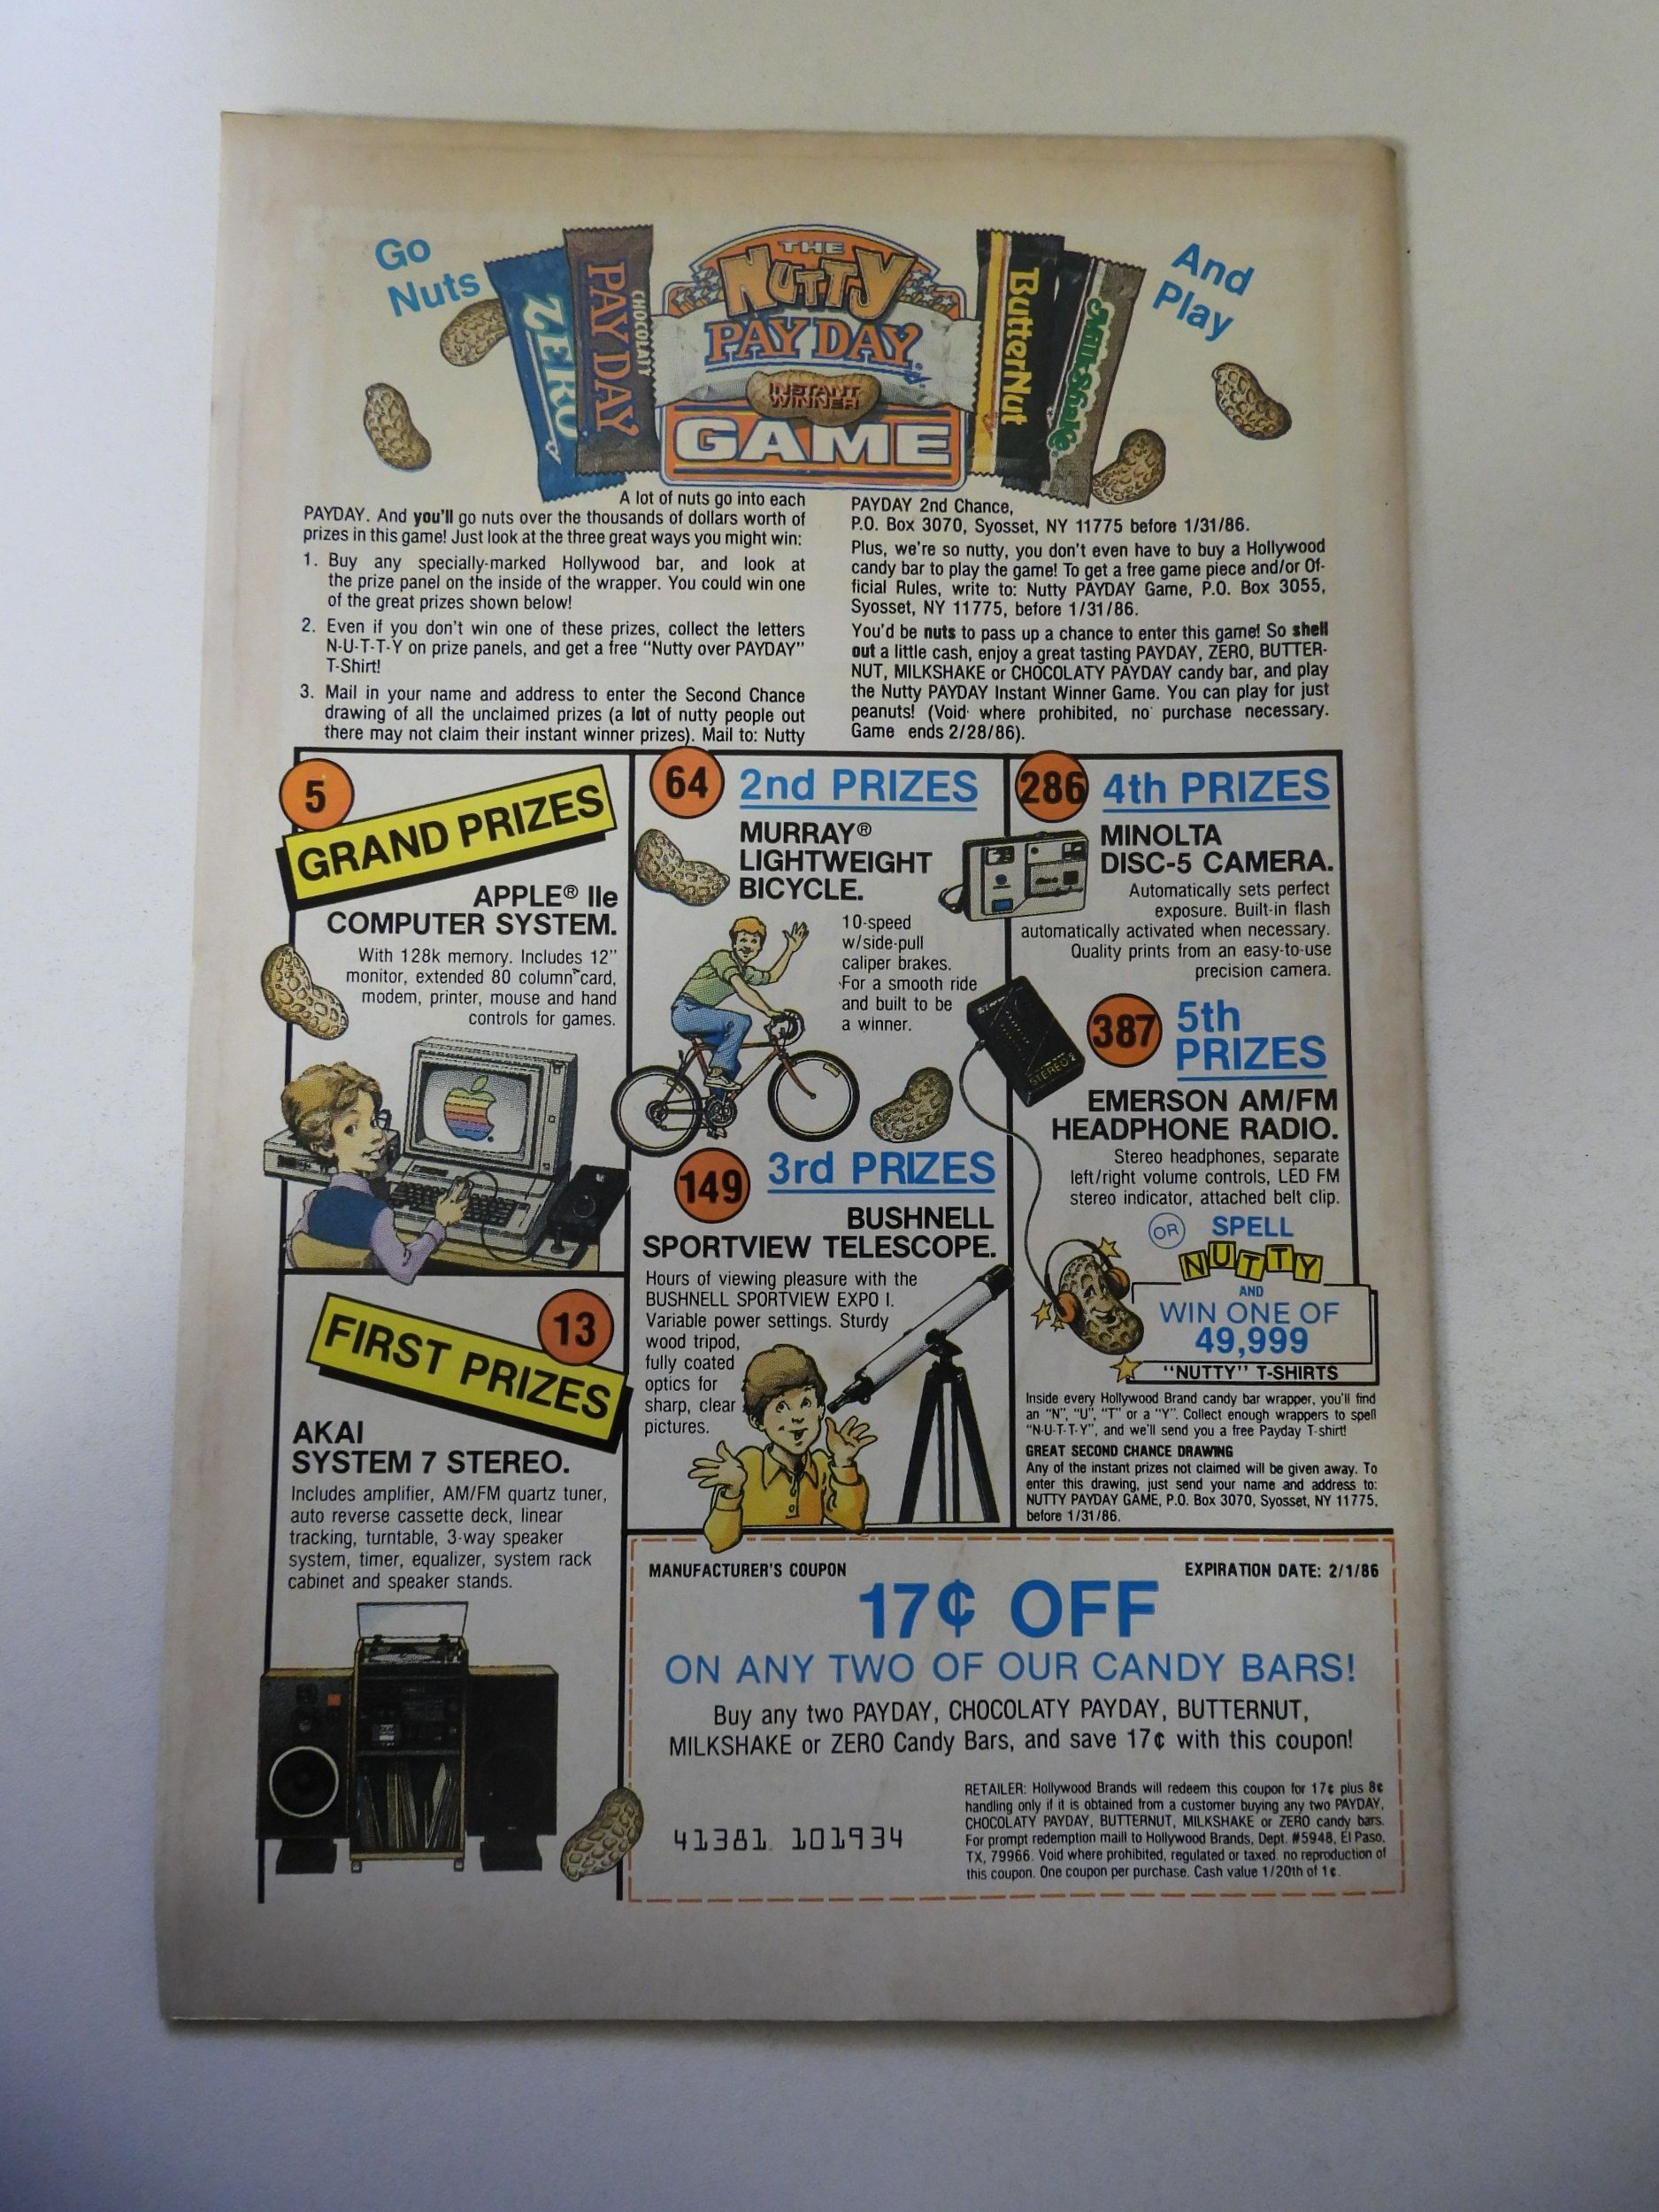 Go
Nuts
And
Play
ZERO
CHOCOLATY
PAYDAY
THE
NUTTY
PAY DAY
INSTANT
WINNER
GAME
ButterNut
MilkShake
A lot of nuts go into each
PAYDAY. And you'll go nuts over the thousands of dollars worth of
prizes in this game! Just look at the three great ways you might win:
1. Buy any specially-marked Hollywood bar, and look at
the prize panel on the inside of the wrapper. You could win one
of the great prizes shown below!
2. Even if you don't win one of these prizes, collect the letters
N-U-T-T-Y on prize panels, and get a free "Nutty over PAYDAY"
T-Shirt!
3. Mail in your name and address to enter the Second Chance
drawing of all the unclaimed prizes (a lot of nutty people out
there may not claim their instant winner prizes). Mail to: Nutty
PAYDAY 2nd Chance,
P.O. Box 3070, Syosset, NY 11775 before 1/31/86.
Plus, we're so nutty, you don't even have to buy a Hollywood
candy bar to play the game! To get a free game piece and/or Of-
ficial Rules, write to: Nutty PAYDAY Game, P.O. Box 3055,
Syosset, NY 11775, before 1/31/86.
You'd be nuts to pass up a chance to enter this game! So shell
out a little cash, enjoy a great tasting PAYDAY, ZERO, BUTTER-
NUT, MILKSHAKE or CHOCOLATY PAYDAY candy bar, and play
the Nutty PAYDAY Instant Winner Game. You can play for just
peanuts! (Void where prohibited, no purchase necessary.
Game ends 2/28/86).
5
GRAND PRIZES
APPLE® IIe
COMPUTER SYSTEM.
With 128k memory. Includes 12"
monitor, extended 80 column card,
modem, printer, mouse and hand
controls for games.
13
FIRST PRIZES
AKAI
SYSTEM 7 STEREO.
Includes amplifier, AM/FM quartz tuner,
auto reverse cassette deck, linear
tracking, turntable, 3-way speaker
system, timer, equalizer, system rack
cabinet and speaker stands.
64
2nd PRIZES
MURRAY®
LIGHTWEIGHT
BICYCLE.
10-speed
w/side-pull
caliper brakes.
For a smooth ride
and built to be
a winner.
149
3rd PRIZES
BUSHNELL
SPORTVIEW TELESCOPE.
Hours of viewing pleasure with the
BUSHNELL SPORTVIEW EXPO I.
Variable power settings. Sturdy
wood tripod,
fully coated
optics for
sharp, clear
pictures.
286
4th PRIZES
MINOLTA
DISC-5 CAMERA.
Automatically sets perfect
exposure. Built-in flash
automatically activated when necessary.
Quality prints from an easy-to-use
precision camera.
STEREO
387
5th
PRIZES
EMERSON AM/FM
HEADPHONE RADIO.
Stereo headphones, separate
left/right volume controls, LED FM
stereo indicator, attached belt clip.
OR SPELL
NUTTY
AND
WIN ONE OF
49,999
"NUTTY" T-SHIRTS
Inside every Hollywood Brand candy bar wrapper, you'll find
an "N", "U", "T" or a "Y". Collect enough wrappers to spell
"N-U-T-T-Y", and we'll send you a free Payday T-shirt!
GREAT SECOND CHANCE DRAWING
Any of the instant prizes not claimed will be given away. To
enter this drawing, just send your name and address to:
NUTTY PAYDAY GAME, P.O. Box 3070, Syosset, NY 11775,
before 1/31/86.
MANUFACTURER'S COUPON
EXPIRATION DATE: 2/1/86
17¢ OFF
ON ANY TWO OF OUR CANDY BARS!
Buy any two PAYDAY, CHOCOLATY PAYDAY, BUTTERNUT,
MILKSHAKE or ZERO Candy Bars, and save 17¢ with this coupon!
41381 101934
RETAILER: Hollywood Brands will redeem this coupon for 17¢ plus 8¢
handling only if it is obtained from a customer buying any two PAYDAY,
CHOCOLATY PAYDAY, BUTTERNUT, MILKSHAKE or ZERO candy bars.
For prompt redemption maill to Hollywood Brands, Dept. #5948, El Paso,
TX, 79966. Void where prohibited, regulated or taxed. no reproduction of
this coupon. One coupon per purchase. Cash value 1/20th of 1¢.